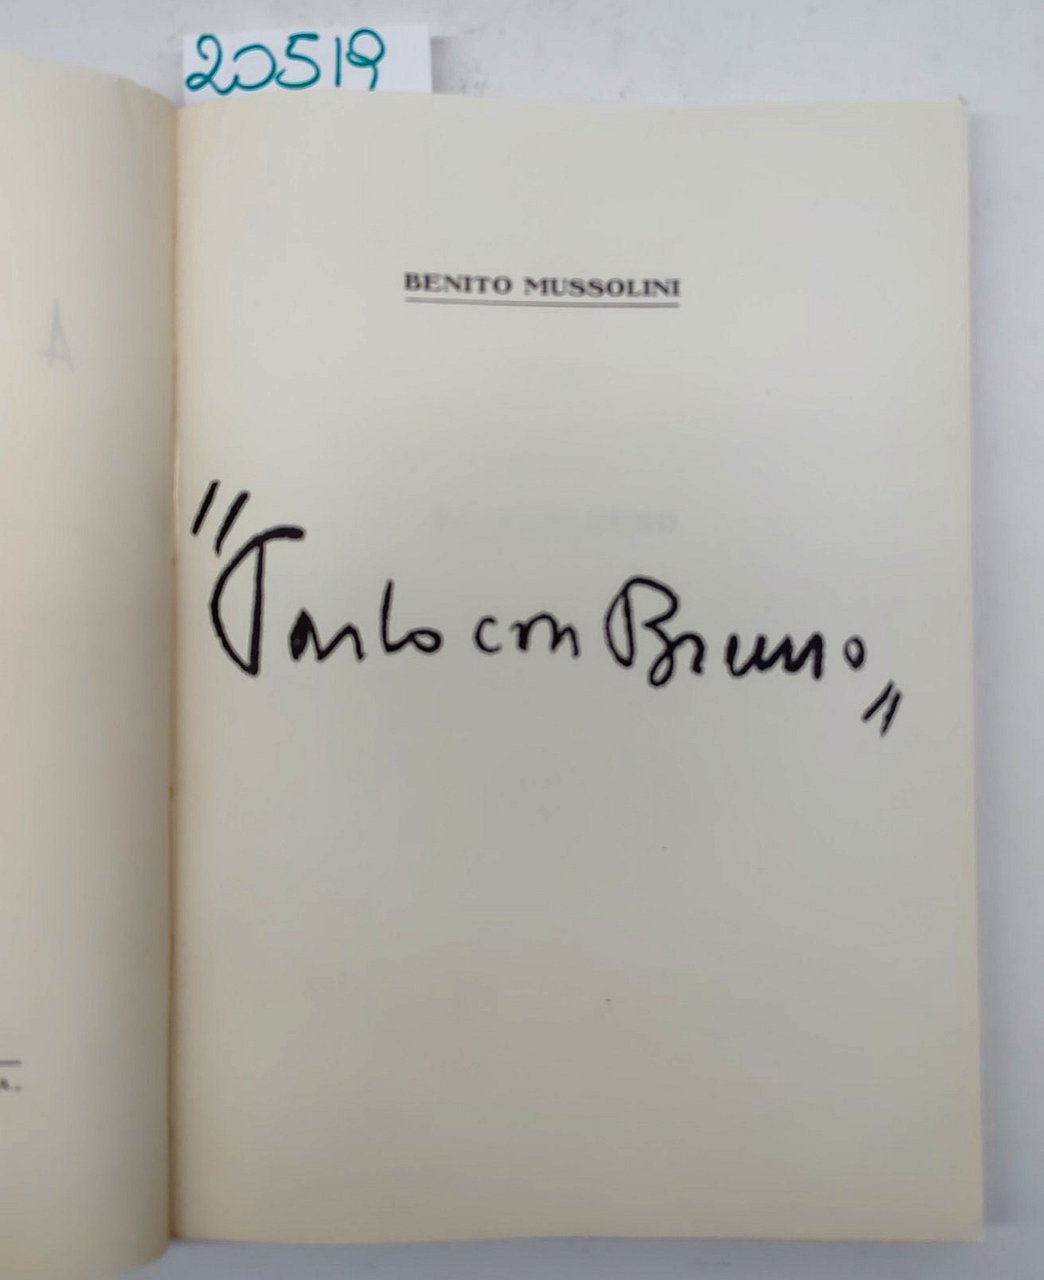 20519
BENITO MUSSOLINI
"Parlo con Bruno"
A.